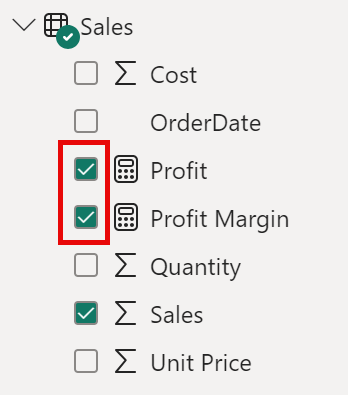 Sales
Cost
OrderDate
Profit
Profit Margin
Quantity
Sales
Unit Price